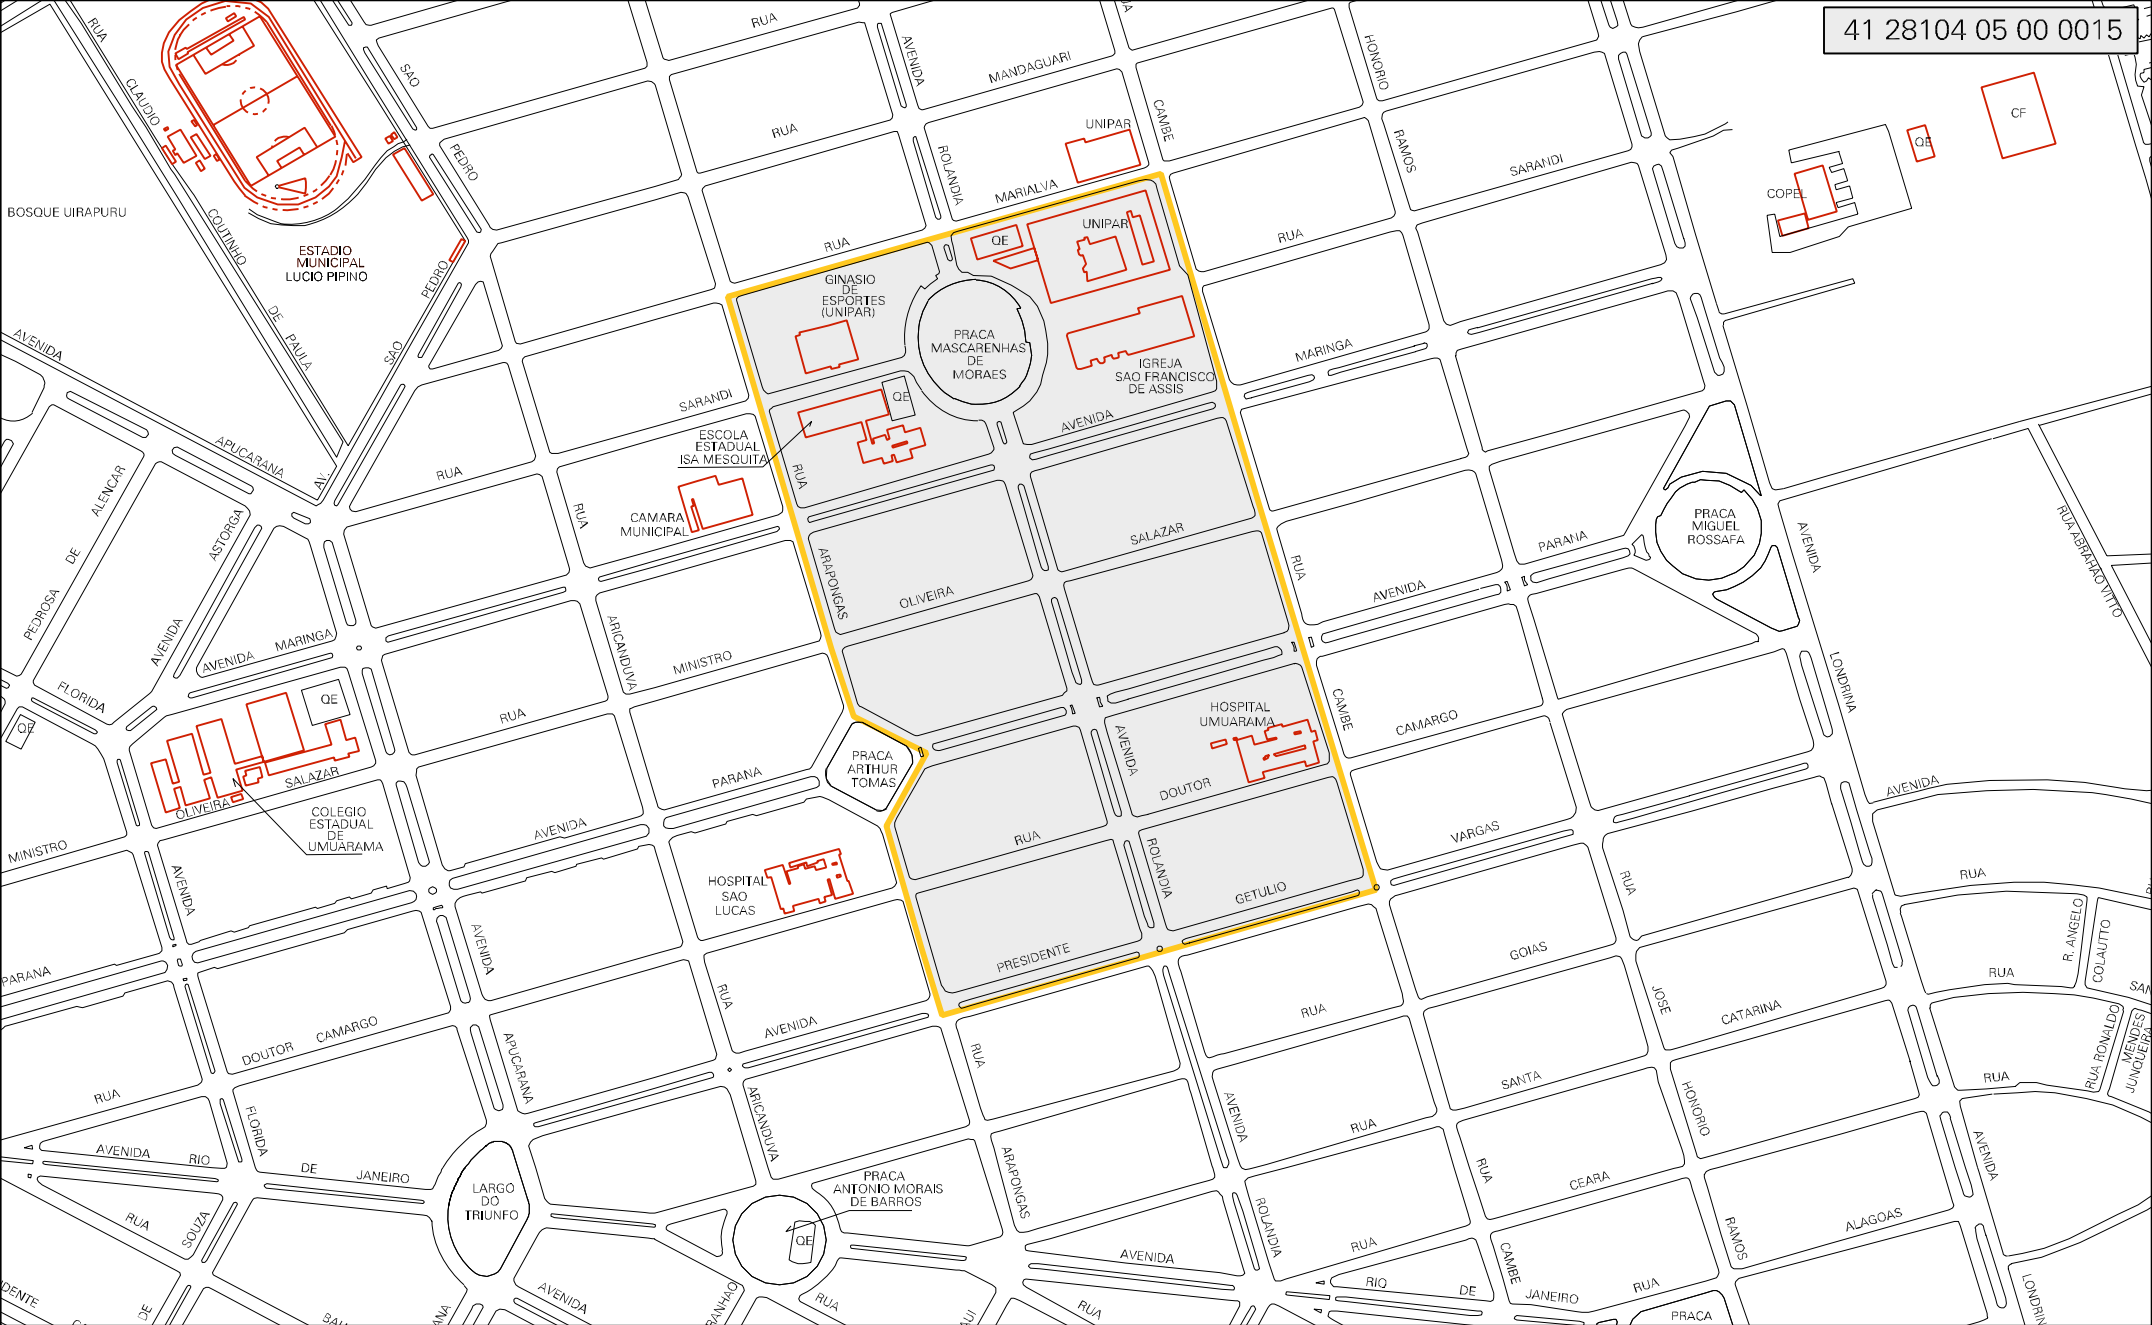 41 28104 05 00 0015
RUA
CLAUDIO
COUTINHO
DE
PAULA
BOSQUE UIRAPURU
ESTADIO
MUNICIPAL
LUCIO PIPINO
SAO
PEDRO
PEDRO
SAO
AV.
RUA
AVENIDA
ROLANDIA
RUA
MANDAGUARI
CAMBE
HONORIO
RAMOS
UNIPAR
RUA
MARIALVA
SARANDI
RUA
COPEL
QE
CF
GINASIO
DE
ESPORTES
(UNIPAR)
QE
UNIPAR
PRACA
MASCARENHAS
DE
MORAES
IGREJA
SAO FRANCISCO
DE ASSIS
AVENIDA
MARINGA
AVENIDA
APUCARANA
SARANDI
RUA
ESCOLA
ESTADUAL
ISA MESQUITA
QE
RUA
ARAPONGAS
CAMARA
MUNICIPAL
RUA
ARICANDUVA
ALENCAR
DE
PEDROSA
ASTORGA
AVENIDA
AVENIDA
MARINGA
MINISTRO
OLIVEIRA
SALAZAR
RUA
CAMBE
PARANA
AVENIDA
PRACA
MIGUEL
ROSSAFA
AVENIDA
LONDRINA
RUA ABRAHAO VITTO
FLORIDA
QE
QE
RUA
OLIVEIRA
SALAZAR
COLEGIO
ESTADUAL
DE
UMUARAMA
MINISTRO
AVENIDA
AVENIDA
PARANA
PRACA
ARTHUR
TOMAS
HOSPITAL
UMUARAMA
AVENIDA
ROLANDIA
DOUTOR
CAMARGO
RUA
HOSPITAL
SAO
LUCAS
GETULIO
PRESIDENTE
VARGAS
AVENIDA
RUA
RUA
R. ANGELO
COLAUTTO
RUA
GOIAS
RUA
JOSE
HONORIO
RAMOS
PARANA
AVENIDA
APUCARANA
RUA
ARICANDUVA
AVENIDA
CAMARGO
DOUTOR
RUA
FLORIDA
RUA
ARAPONGAS
RUA
CATARINA
SANTA
RUA
RUA RONALDO
MENDES
JUNQUEIRA
RUA
AVENIDA
ROLANDIA
RUA
CEARA
RUA
CAMBE
AVENIDA
LONDRIN
ALAGOAS
RUA
AVENIDA
RIO
DE
JANEIRO
RUA
SOUZA
DE
LARGO
DO
TRIUNFO
PRACA
ANTONIO MORAIS
DE BARROS
QE
AVENIDA
RIO
DE
JANEIRO
RUA
AVENIDA
RUA
RUA
PRACA